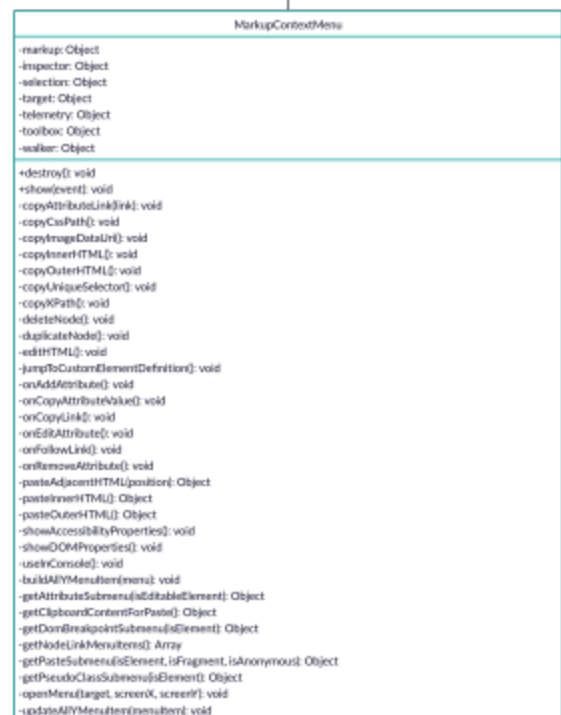 MarkupContextMenu
-markup: Object
-inspector: Object
-selection: Object
-target: Object
-telemetry: Object
-toolbox: Object
-walker: Object
+destroy(): void
+show(event): void
-copyAttributeLink(link): void
-copyCssPath(): void
-copyImageDataUri(): void
-copyInnerHTML(): void
-copyOuterHTML(): void
-copyUniqueSelector(): void
-copyXPath(): void
-deleteNode(): void
-duplicateNode(): void
-editHTML(): void
-jumpToCustomElementDefinition(): void
-onAddAttribute(): void
-onCopyAttributeValue(): void
-onCopyLink(): void
-onEditAttribute(): void
-onFollowLink(): void
-onRemoveAttribute(): void
-pasteAdjacentHTML(position): Object
-pasteInnerHTML(): Object
-pasteOuterHTML(): Object
-showAccessibilityProperties(): void
-showDOMProperties(): void
-useInConsole(): void
-buildA11YMenuItem(menu): void
-getAttributeSubmenu(isEditableElement): Object
-getClipboardContentForPaste(): Object
-getDomBreakpointSubmenu(isElement): Object
-getNodeLinkMenuItems(): Array
-getPasteSubmenu(isElement, isFragment, isAnonymous): Object
-getPseudoClassSubmenu(isElement): Object
-openMenu(target, screenX, screenY): void
-updateA11YMenuItem(menuItem): void